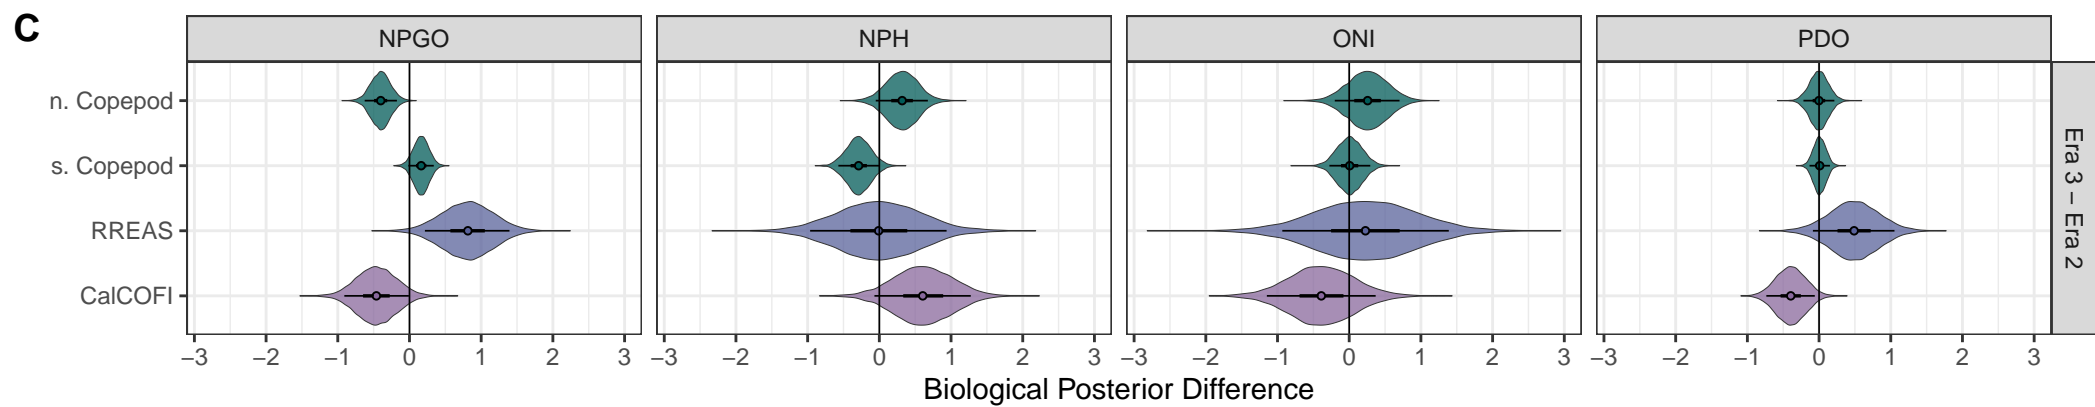 C
NPGO NPH ONI PDO
n. Copepod
s. Copepod
RREAS
CalCOFI
Era 3 − Era 2
−3 −2 −1 0 1 2 3 −3 −2 −1 0 1 2 3 −3 −2 −1 0 1 2 3 −3 −2 −1 0 1 2 3
Biological Posterior Difference